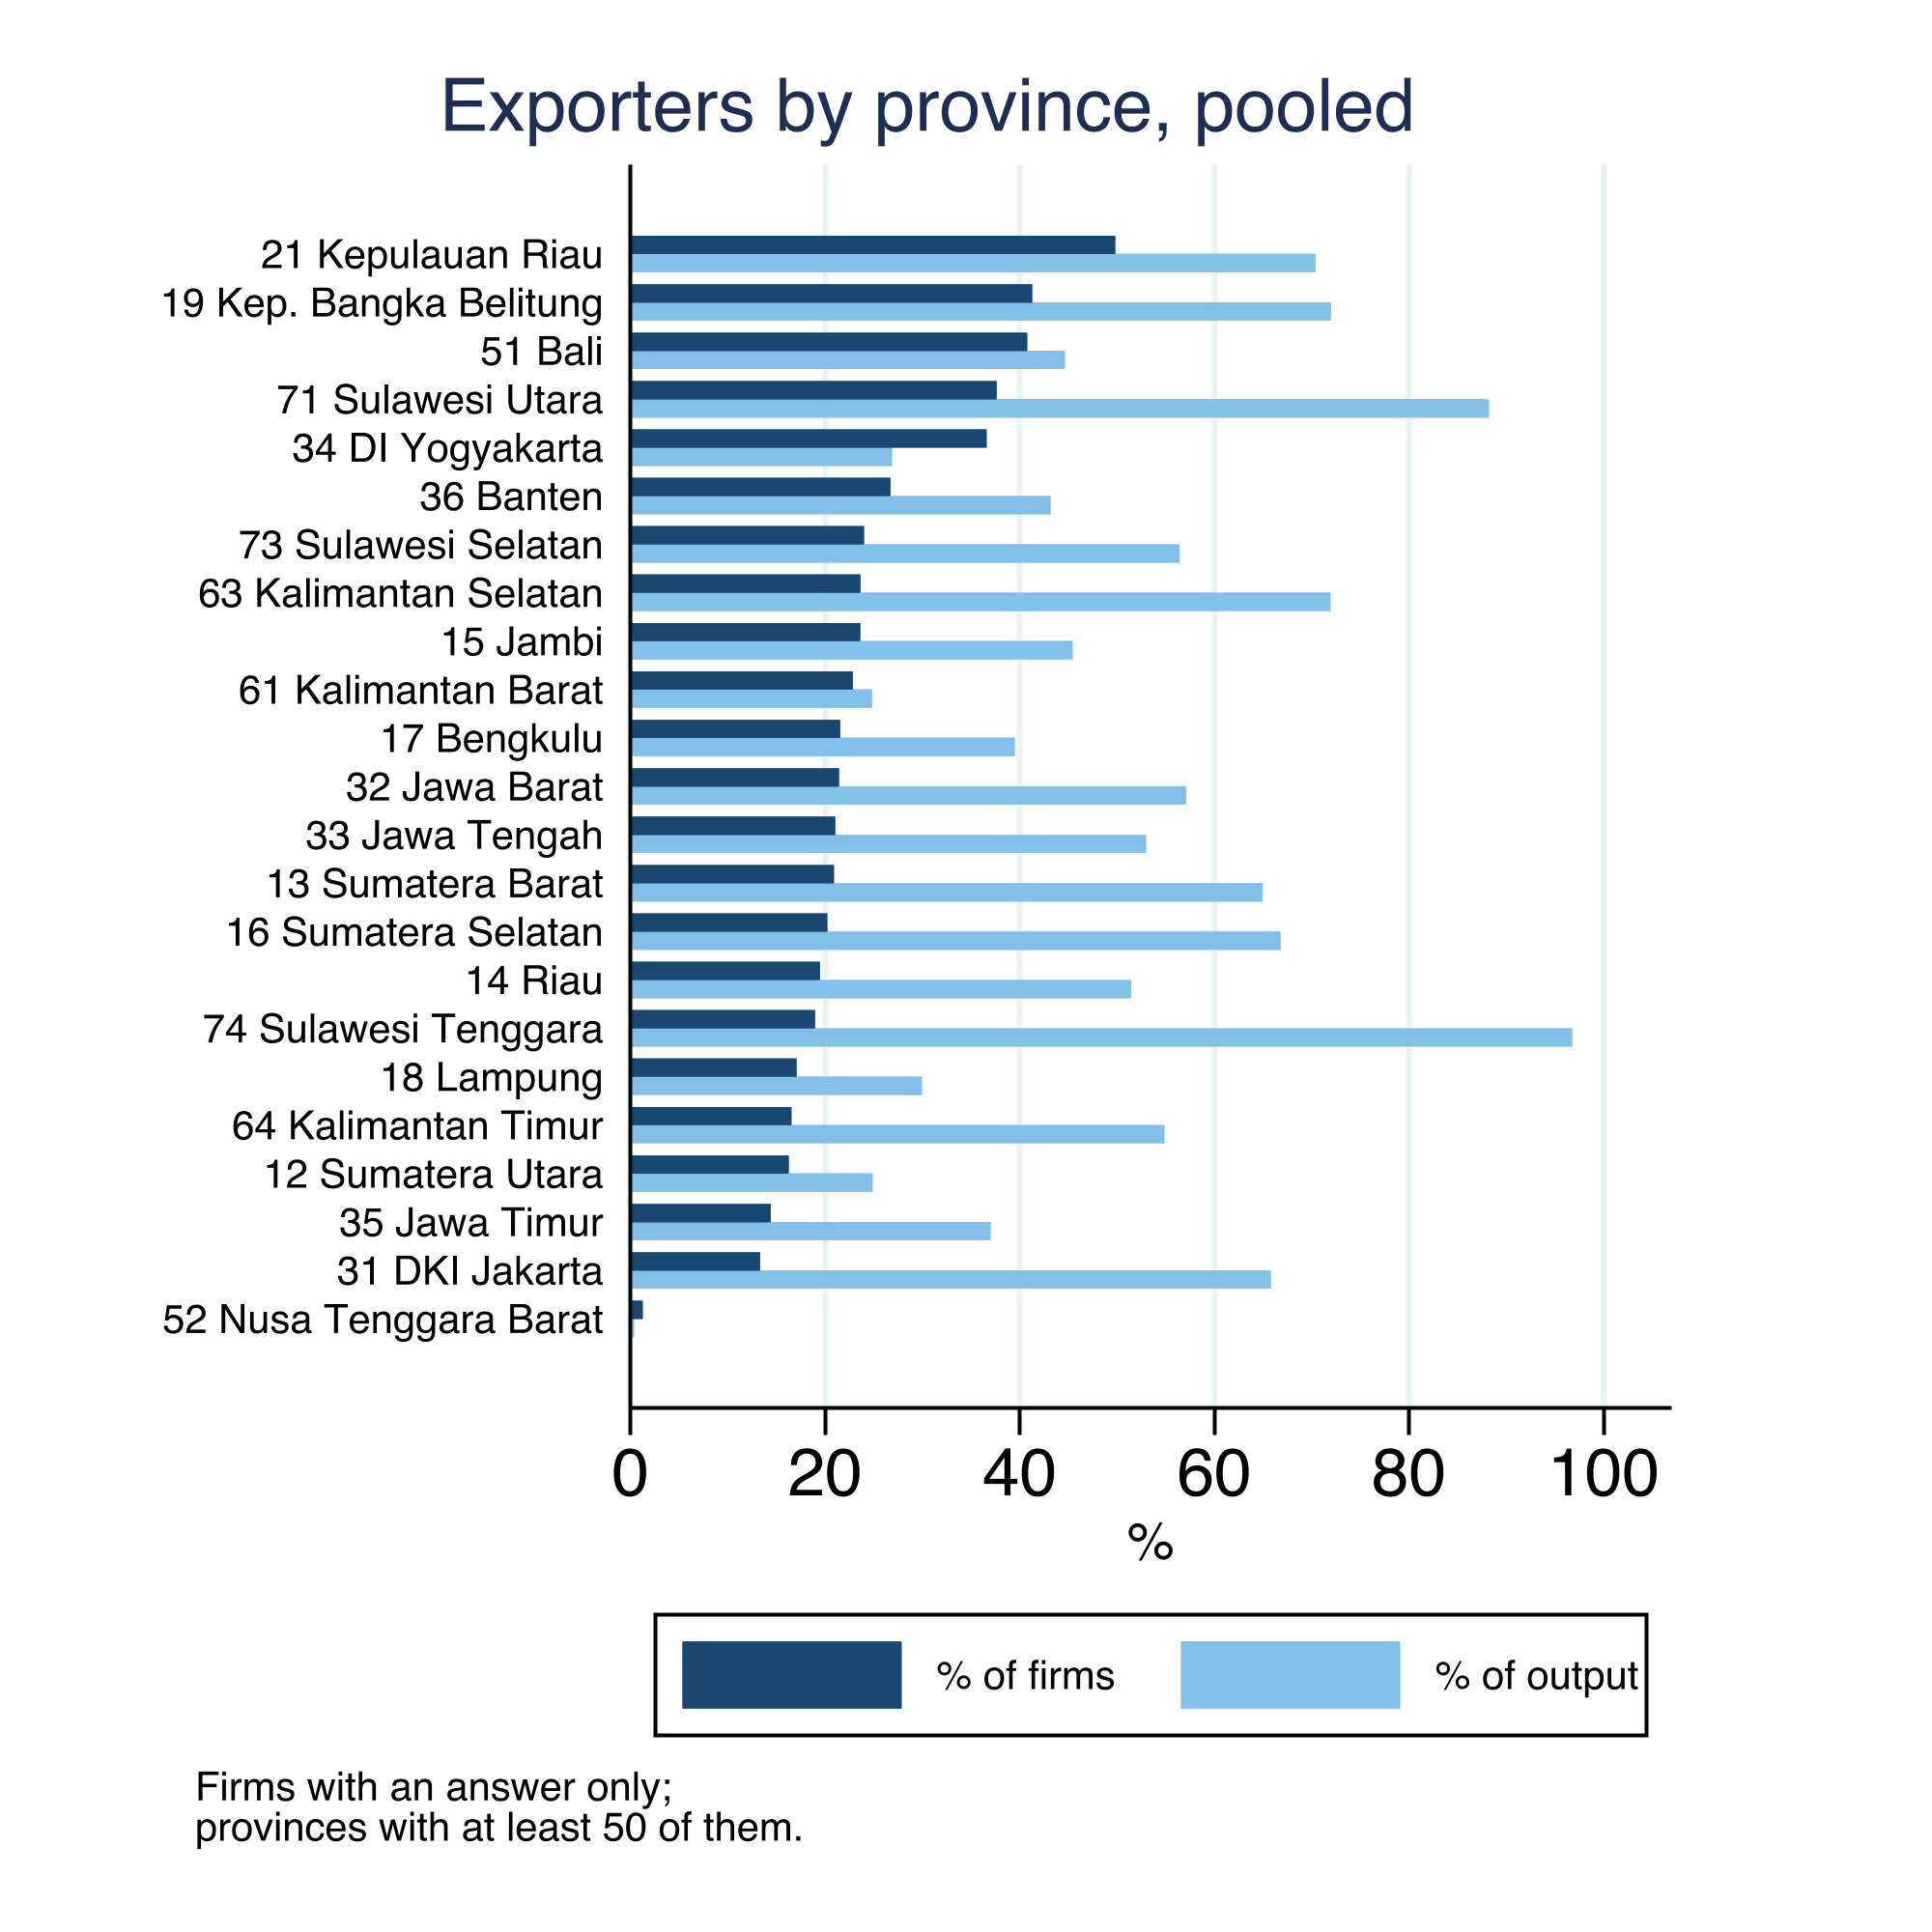 Exporters by province, pooled
21 Kepulauan Riau
19 Kep. Bangka Belitung
51 Bali
71 Sulawesi Utara
34 DI Yogyakarta
36 Banten
73 Sulawesi Selatan
63 Kalimantan Selatan
15 Jambi
61 Kalimantan Barat
17 Bengkulu
32 Jawa Barat
33 Jawa Tengah
13 Sumatera Barat
16 Sumatera Selatan
14 Riau
74 Sulawesi Tenggara
18 Lampung
64 Kalimantan Timur
12 Sumatera Utara
35 Jawa Timur
31 DKI Jakarta
52 Nusa Tenggara Barat
0 20 40 60 80 100
%
% of firms % of output
Firms with an answer only;
provinces with at least 50 of them.